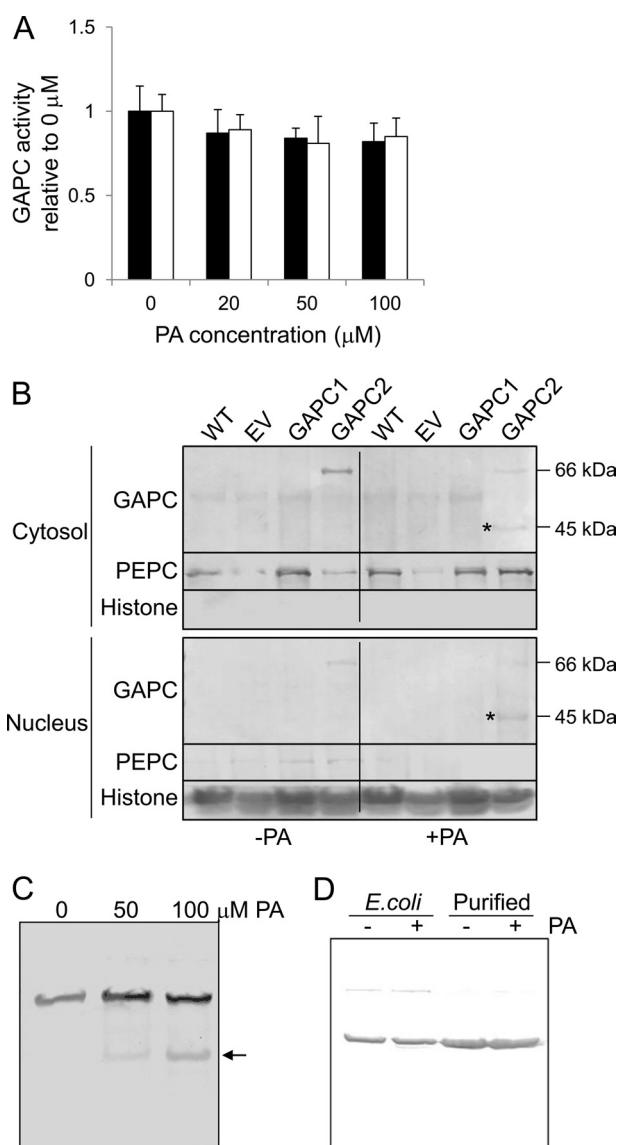 A
GAPC activity
relative to 0 μM
1.5
1
0.5
0
0 20 50 100
PA concentration (μM)
B
WT EV GAPC1 GAPC2 WT EV GAPC1 GAPC2
Cytosol
GAPC
66 kDa
* 45 kDa
PEPC
Histone
Nucleus
GAPC
66 kDa
* 45 kDa
PEPC
Histone
-PA +PA
C
0 50 100 μM PA
D
E.coli Purified
- + - + PA